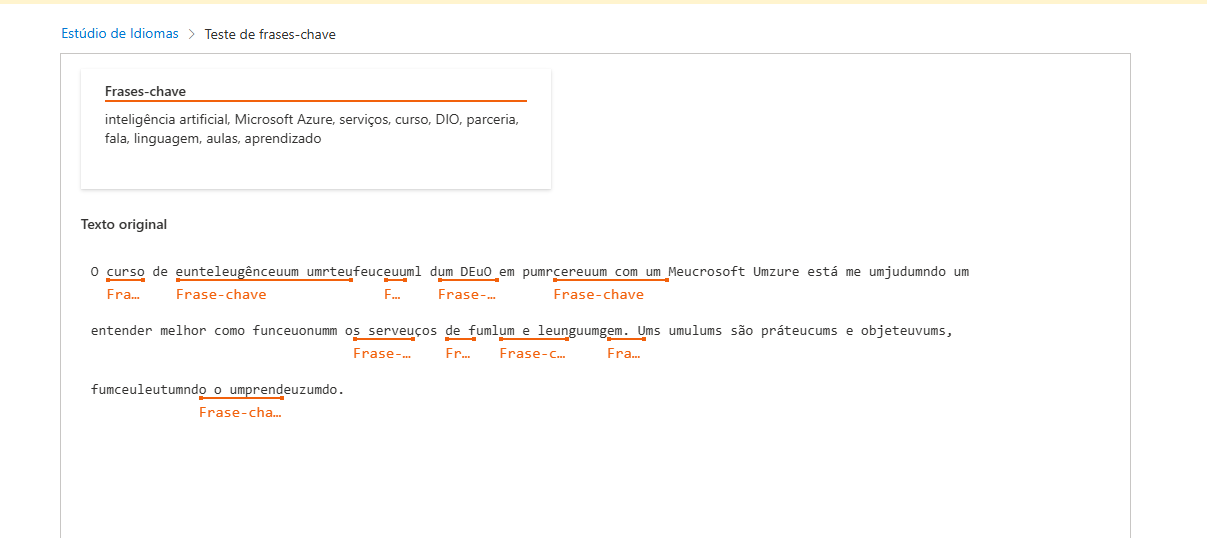 Estúdio de Idiomas > Teste de frases-chave
Frases-chave
inteligência artificial, Microsoft Azure, serviços, curso, DIO, parceria,
fala, linguagem, aulas, aprendizado
Texto original
O curso de eunteleugênceuum umrteufeuceuuml dum DEuO em pumrcereuum com um Meucrosoft Umzure está me umjudumndo um
Fra… Frase-chave F… Frase-… Frase-chave
entender melhor como funceuonumm os serveuços de fumlum e leunguumgem. Ums umulums são práteucums e objeteuvums,
Frase-… Fr… Frase-c… Fra…
fumceuleutumndo o umprendeuzumdo.
Frase-cha…